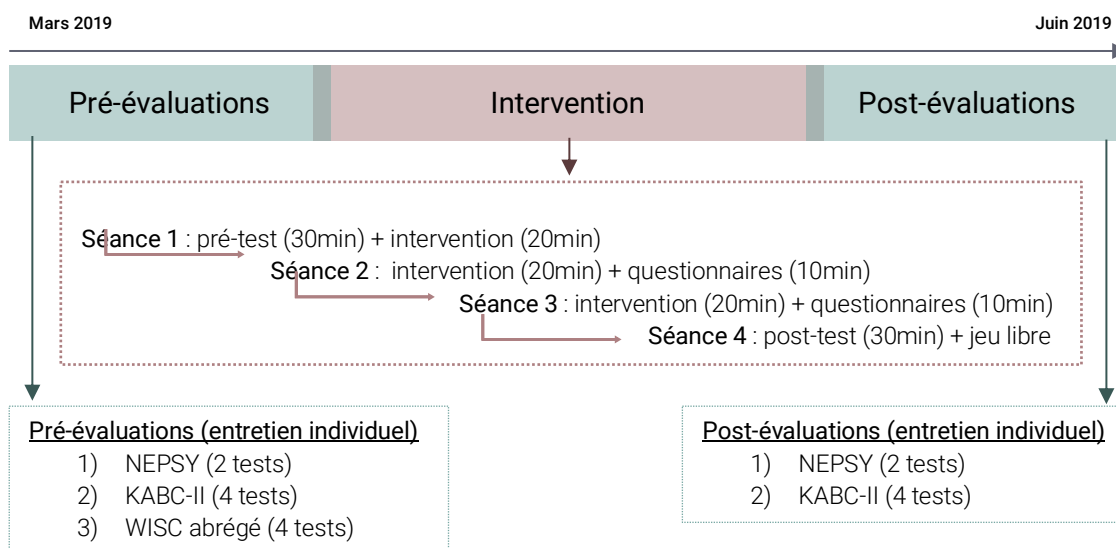 Mars 2019
Juin 2019
Pré-évaluations
Intervention
Post-évaluations
Séance 1 : pré-test (30min) + intervention (20min)
Séance 2 : intervention (20min) + questionnaires (10min)
Séance 3 : intervention (20min) + questionnaires (10min)
Séance 4 : post-test (30min) + jeu libre
Pré-évaluations (entretien individuel)
1) NEPSY (2 tests)
2) KABC-II (4 tests)
3) WISC abrégé (4 tests)
Post-évaluations (entretien individuel)
1) NEPSY (2 tests)
2) KABC-II (4 tests)